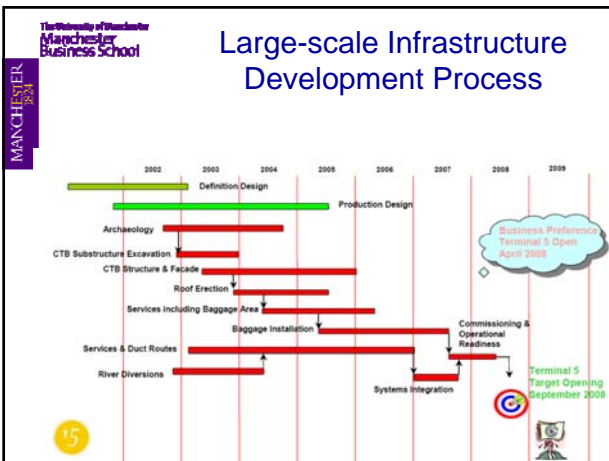 The University of Manchester
Manchester
Business School
MANCHESTER
1824
Large-scale Infrastructure
Development Process
2002 2003 2004 2005 2006 2007 2008 2009
Definition Design
Production Design
Archaeology
Business Preference
Terminal 5 Open
April 2008
CTB Substructure Excavation
CTB Structure & Facade
Roof Erection
Services including Baggage Area
Baggage Installation
Commissioning &
Operational
Readiness
Services & Duct Routes
River Diversions
Systems Integration
Terminal 5
Target Opening
September 2008
T5